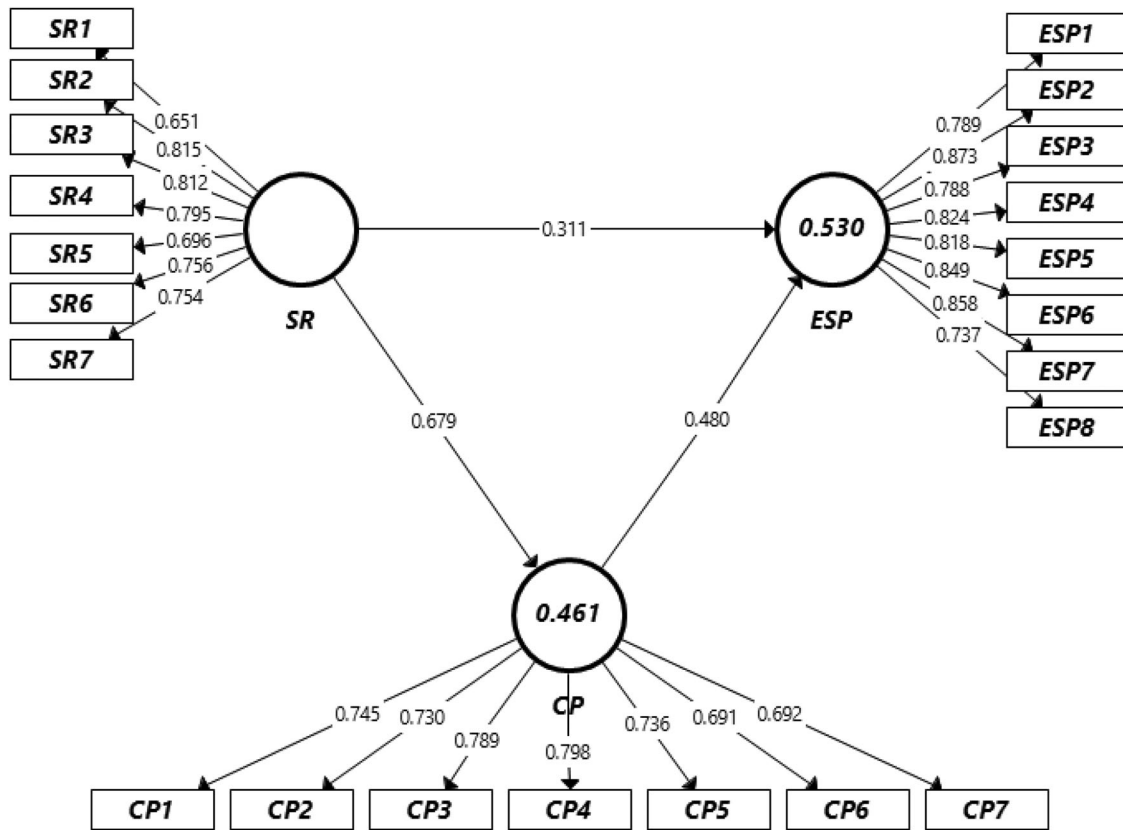 SR1
SR2
SR3
SR4
SR5
SR6
SR7
0.651
0.815
0.812
0.795
0.696
0.756
0.754
SR
0.311
0.679
0.480
0.530
ESP
0.789
0.873
0.788
0.824
0.818
0.849
0.858
0.737
ESP1
ESP2
ESP3
ESP4
ESP5
ESP6
ESP7
ESP8
0.461
CP
0.745
0.730
0.789
0.798
0.736
0.691
0.692
CP1
CP2
CP3
CP4
CP5
CP6
CP7